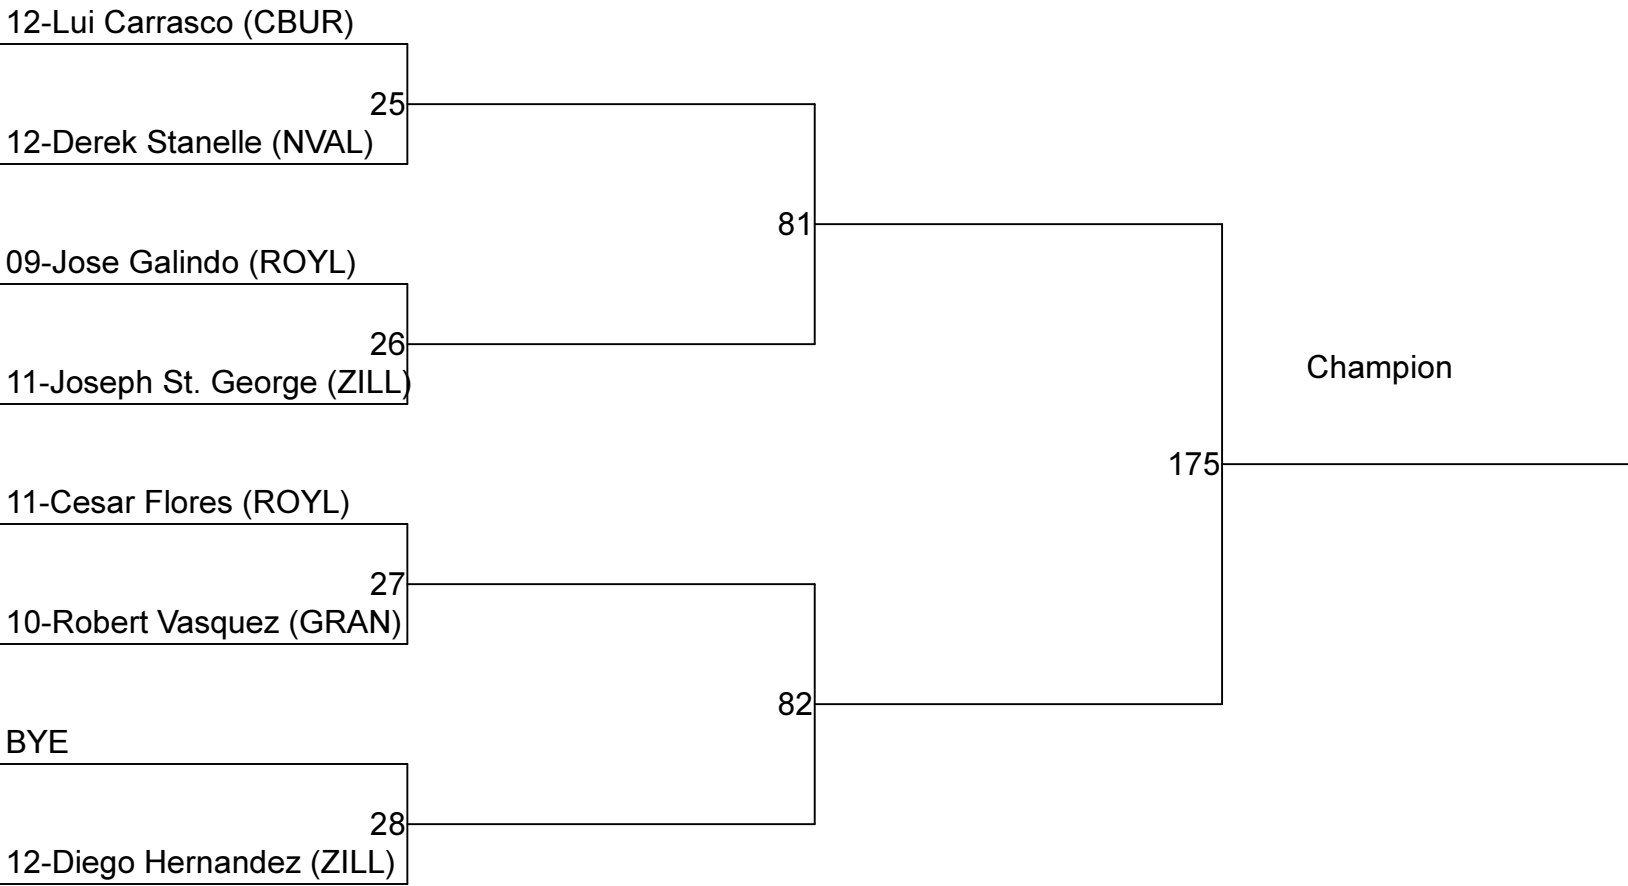 12-Lui Carrasco (CBUR)
25
12-Derek Stanelle (NVAL)
81
09-Jose Galindo (ROYL)
26
11-Joseph St. George (ZILL)
Champion
175
11-Cesar Flores (ROYL)
27
10-Robert Vasquez (GRAN)
82
BYE
28
12-Diego Hernandez (ZILL)